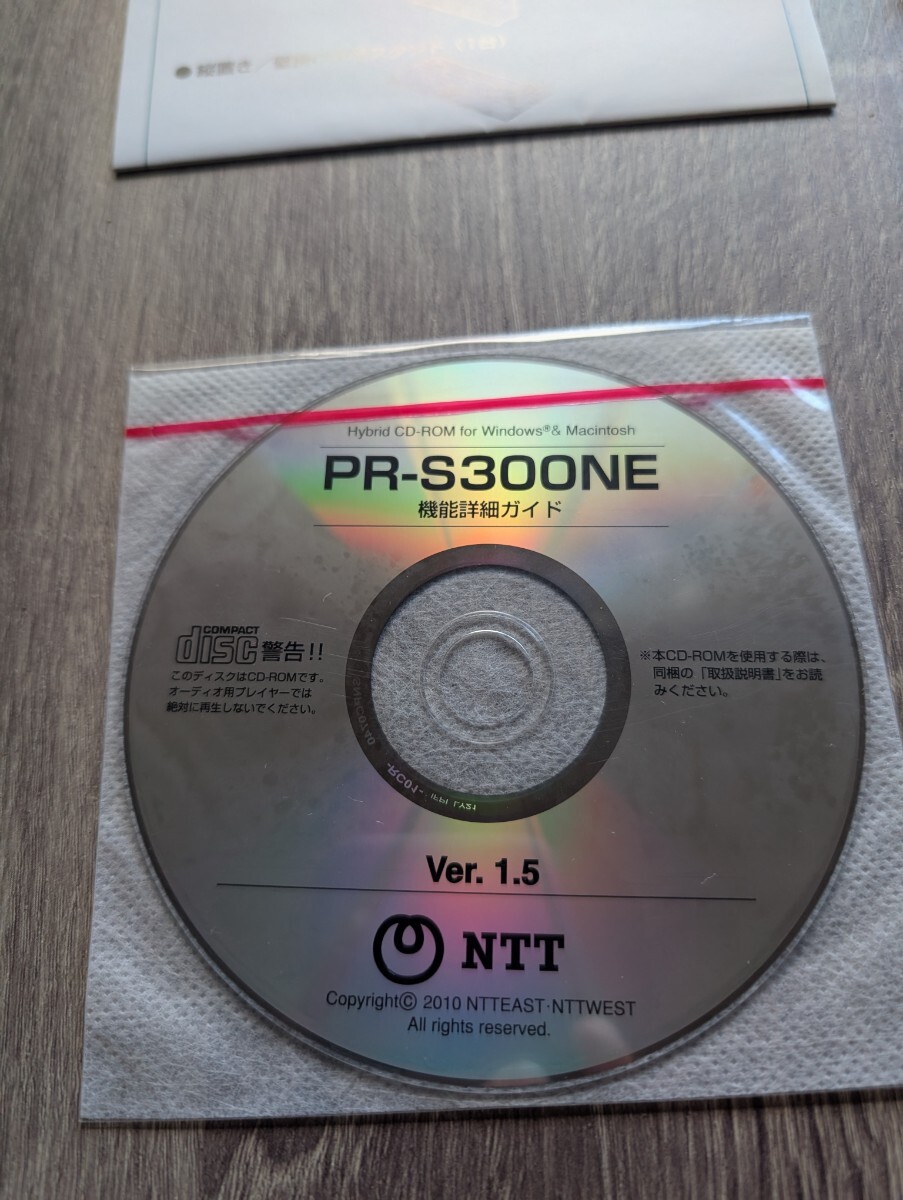 Hybrid CD-ROM for Windows®& Macintosh
PR-S300NE
機能詳細ガイド
COMPACT
disc 警告!!
このディスクはCD-ROMです。
オーディオ用プレイヤーでは
絶対に再生しないでください。
※本CD-ROMを使用する際は、
同梱の「取扱説明書」をお読
みください。
Ver. 1.5
NTT
Copyright© 2010 NTTEAST·NTTWEST
All rights reserved.